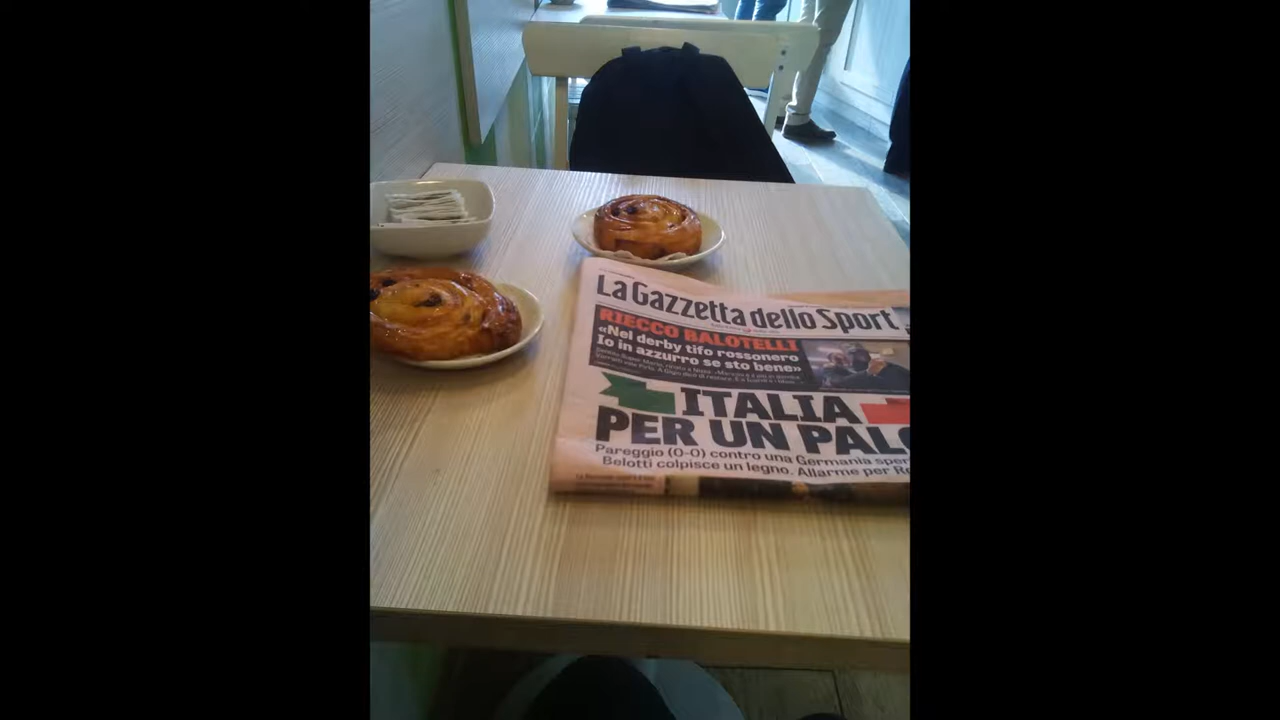 La Gazzetta dello Sport
RIECCO BALOTELLI
«Nel derby tifo rossonero
Io in azzurro se sto bene»
ITALIA
PER UN PALO
Pareggio (0-0) contro una Germania
Belotti colpisce un legno. Allarme per